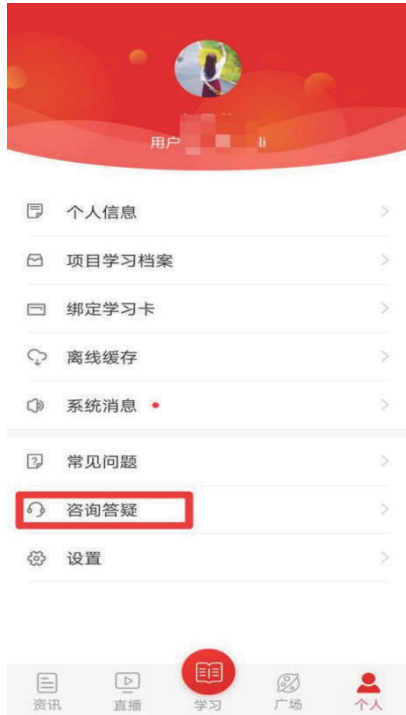 用户 li
个人信息
项目学习档案
绑定学习卡
离线缓存
系统消息
常见问题
咨询答疑
设置
资讯 直播 学习 广场 个人